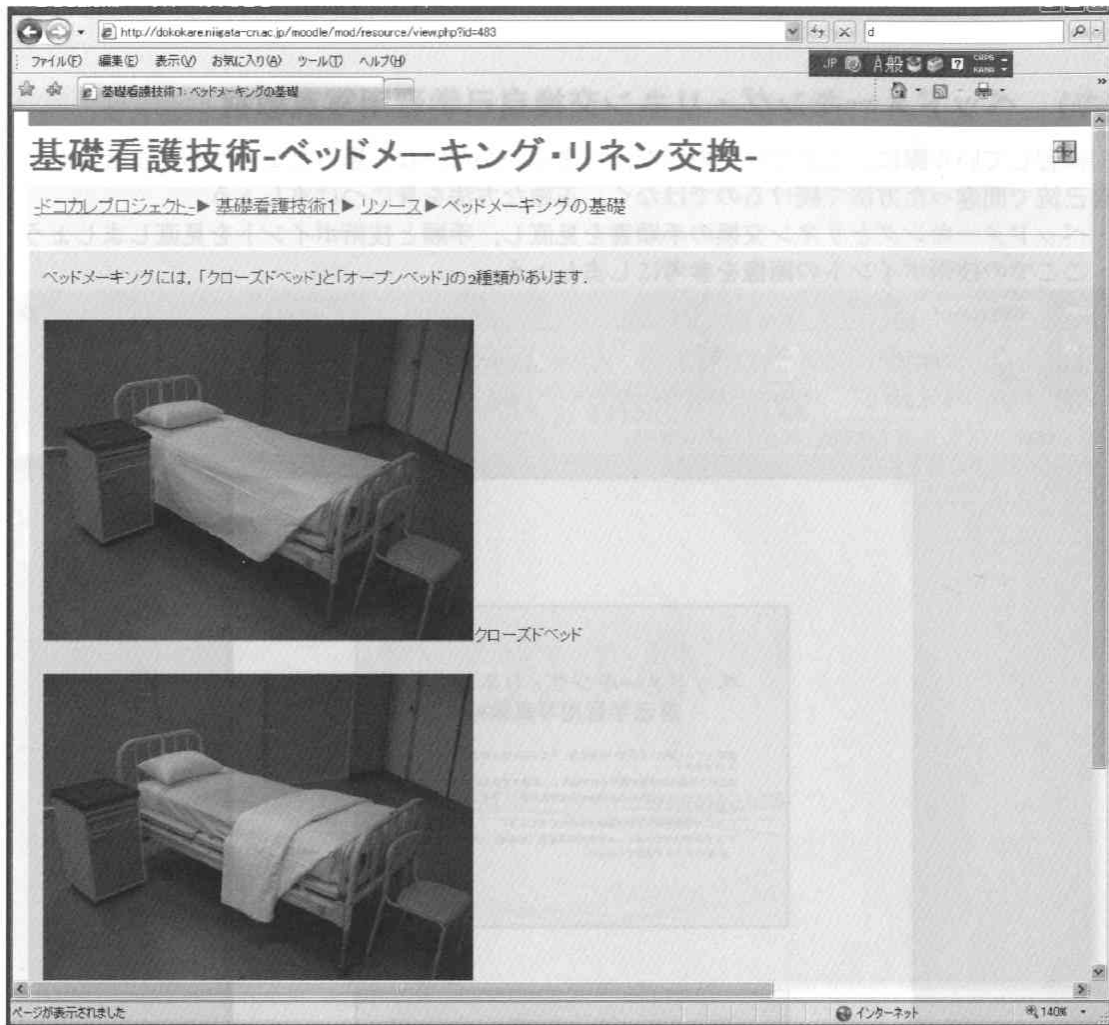 http://dokokare.niigata-cn.ac.jp/moodle/mod/resource/view.php?id=483
d
ファイル(F) 編集(E) 表示(V) お気に入り(A) ツール(T) ヘルプ(H)
JP A般 ? CAPS KANA
基礎看護技術1: ベッドメーキングの基礎
基礎看護技術-ベッドメーキング・リネン交換-
-ドコカレプロジェクト-▶ 基礎看護技術1▶ リソース▶ベッドメーキングの基礎
ベッドメーキングには,「クローズドベッド」と「オープンベッド」の2種類があります.
クローズドベッド
ページが表示されました
インターネット
140%